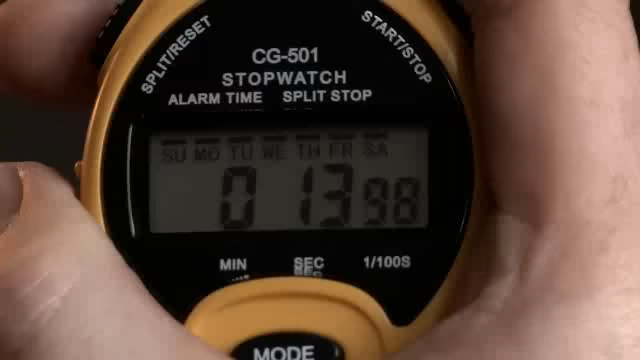 SPLIT/RESET
START/STOP
CG-501
STOPWATCH
ALARM TIME SPLIT STOP
SU MO TU WE TH FR SA
0 13 98
MIN SEC 1/100S
MODE